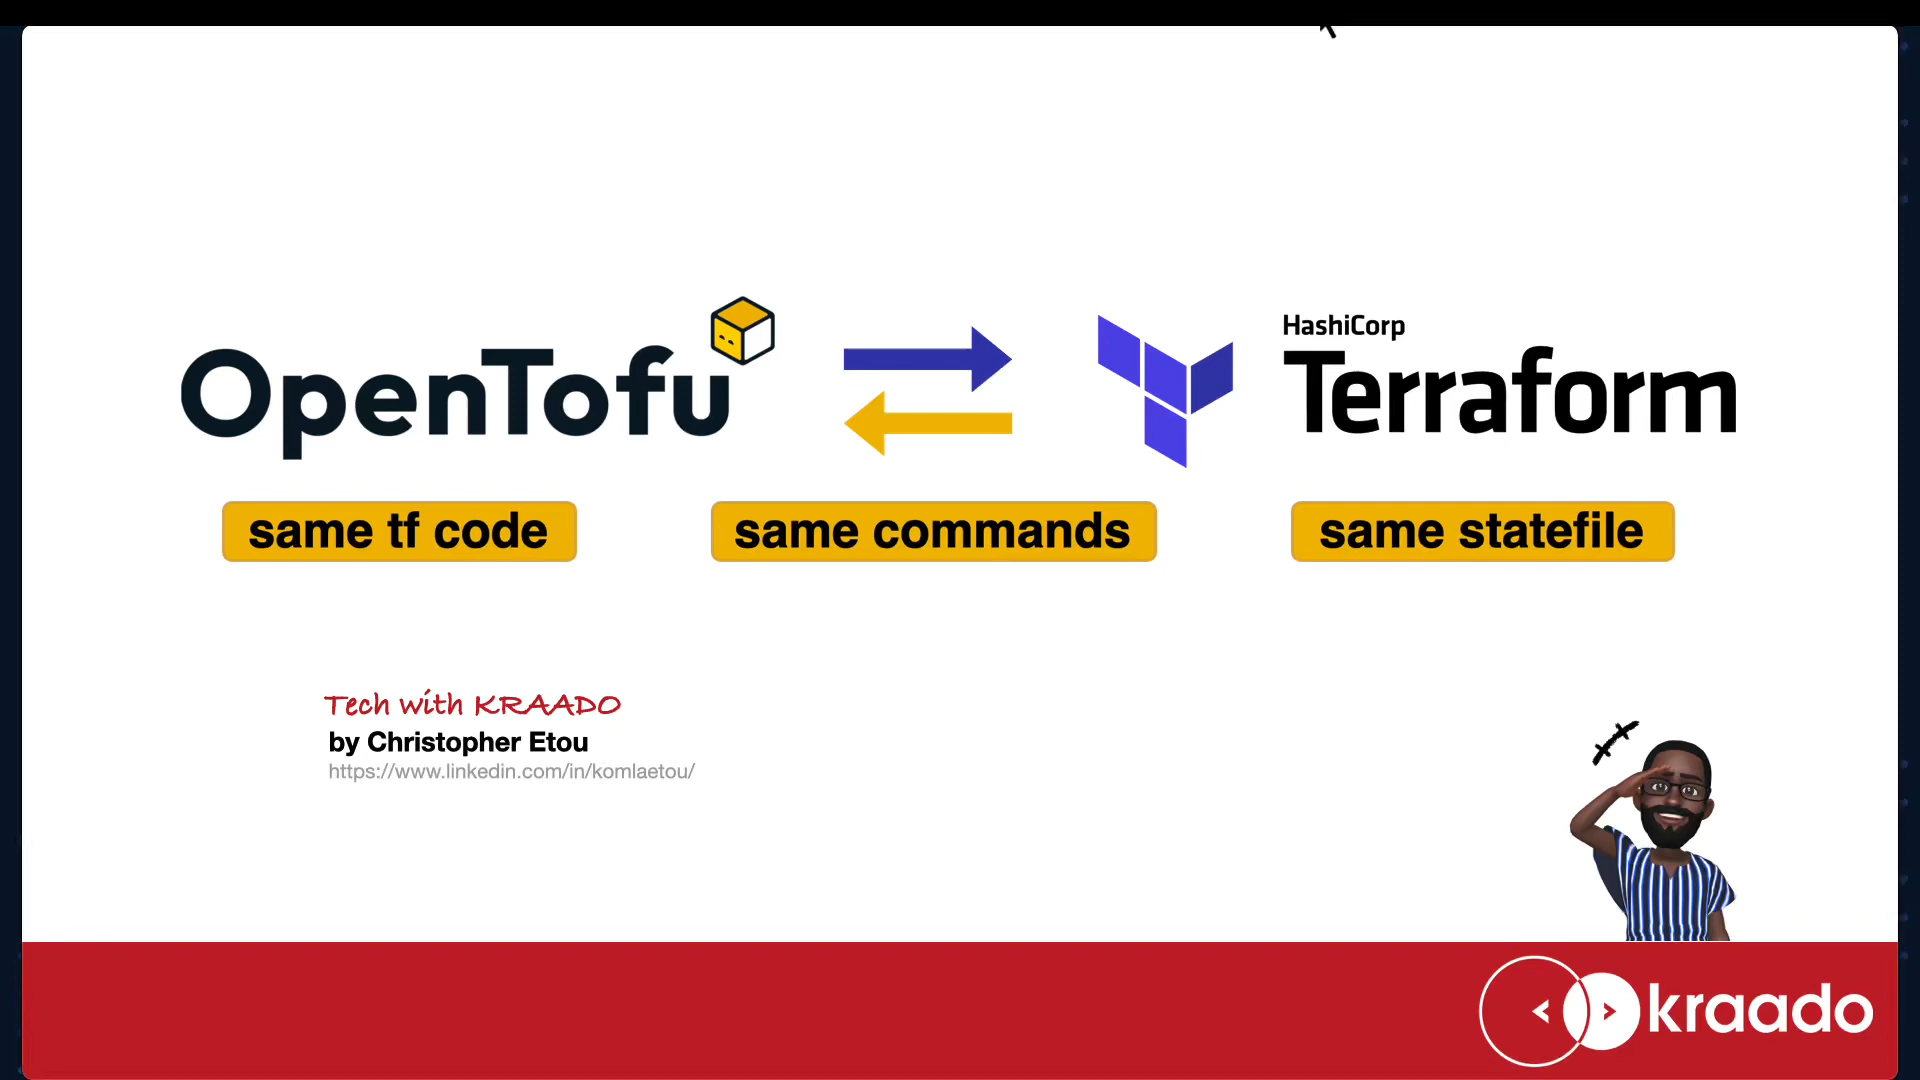 OpenTofu
HashiCorp
Terraform
same tf code
same commands
same statefile
Tech with KRAADO
by Christopher Etou
https://www.linkedin.com/in/komlaetou/
kraado